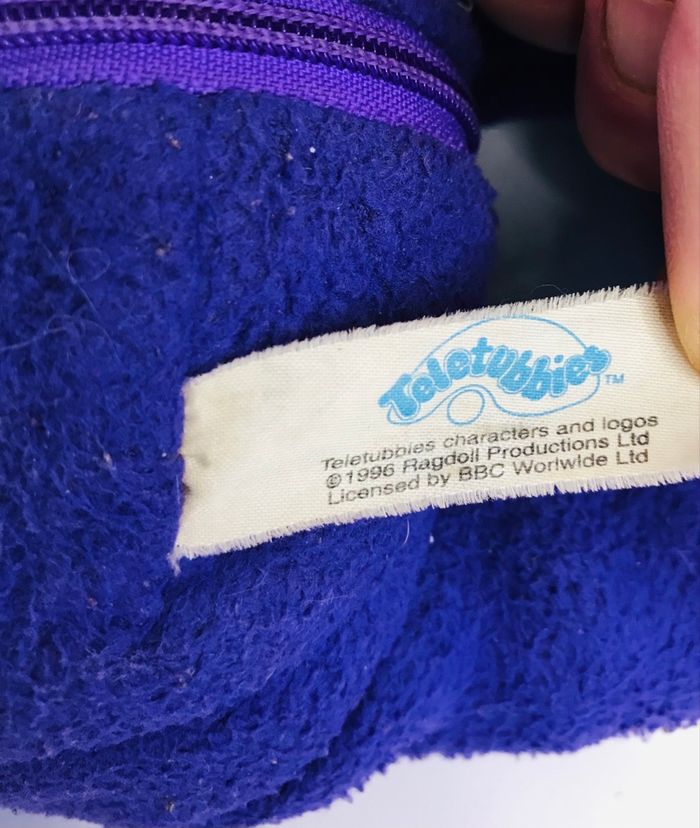 Teletubbies™
Teletubbies characters and logos
©1996 Ragdoll Productions Ltd
Licensed by BBC Worlwide Ltd